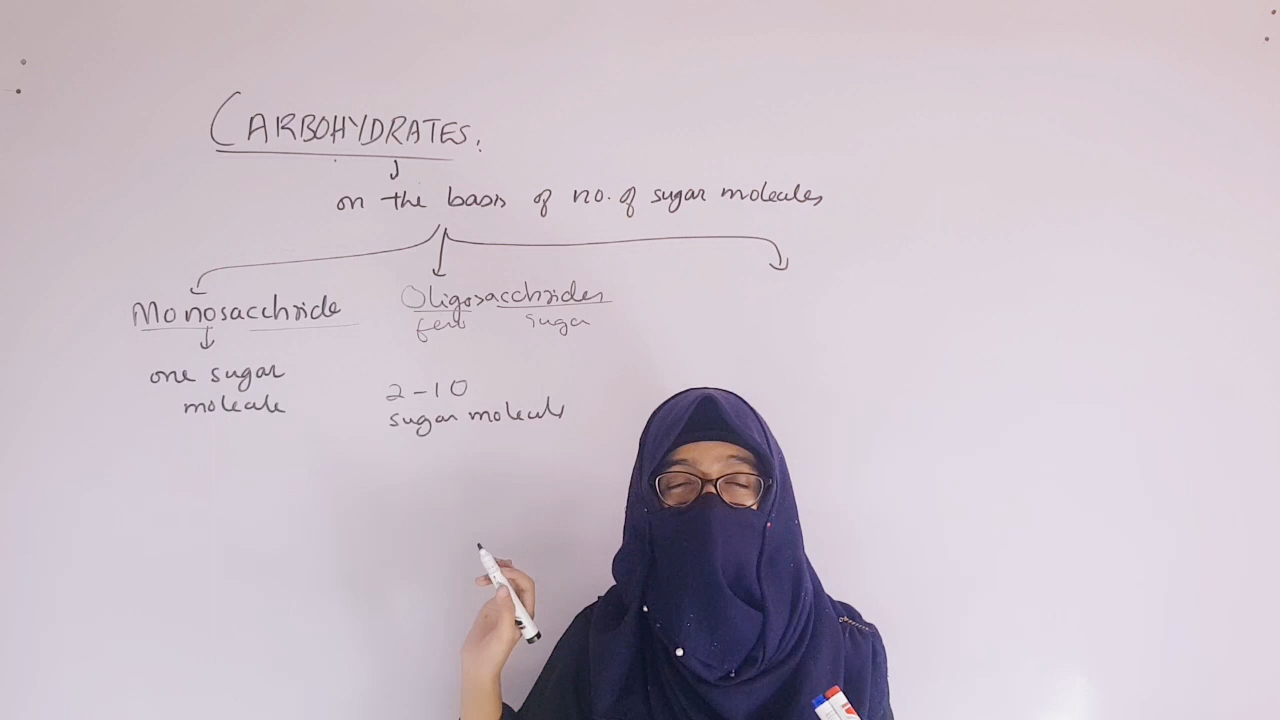 CARBOHYDRATES.
on the basis of no. of sugar molecules
Monosacchride
one sugar
molecule
Oligosacchrides
few sugar
2-10
sugar molecule